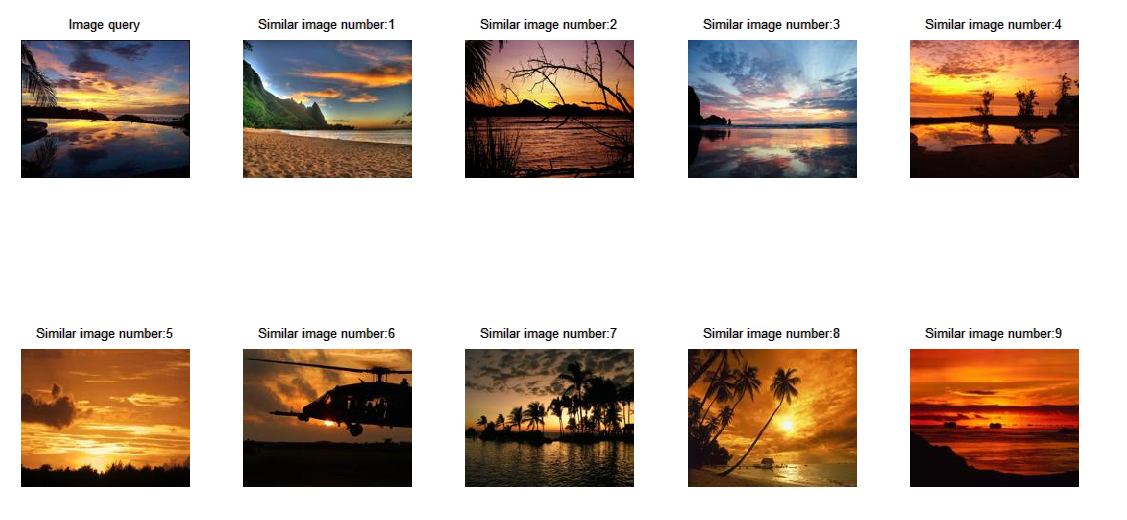 Image query
Similar image number:1
Similar image number:2
Similar image number:3
Similar image number:4
Similar image number:5
Similar image number:6
Similar image number:7
Similar image number:8
Similar image number:9